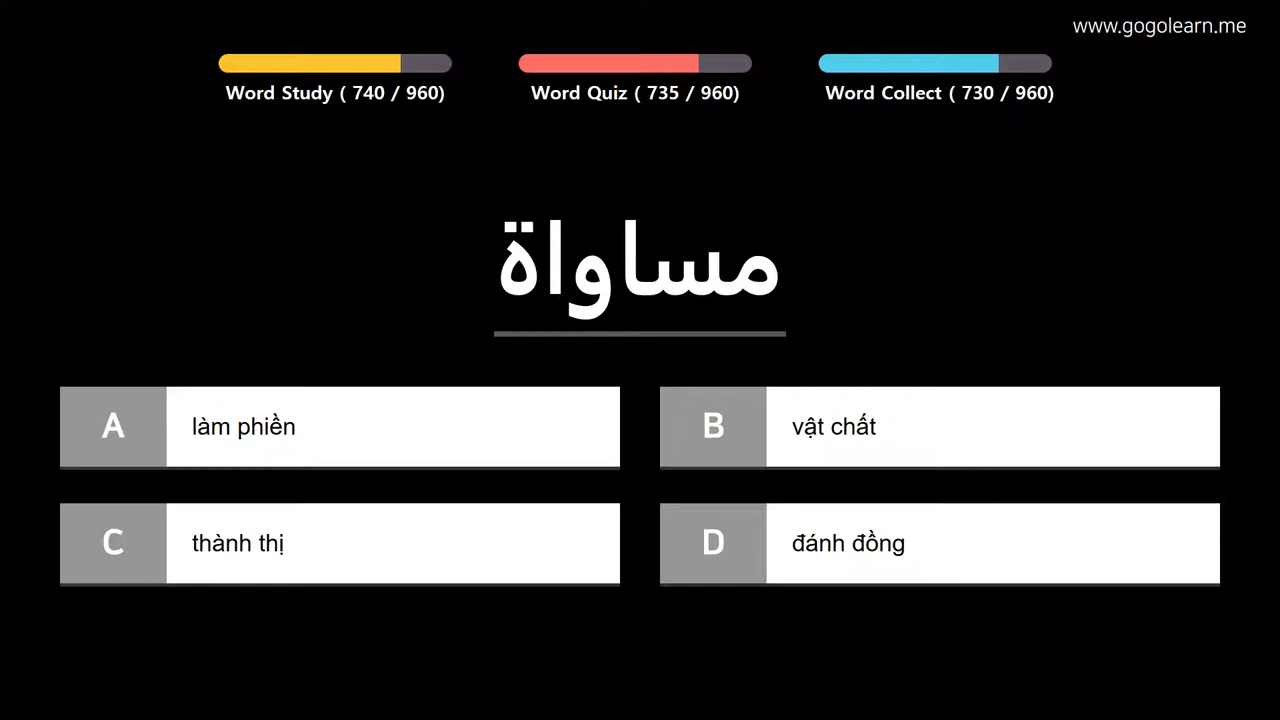 www.gogolearn.me
Word Study ( 740 / 960)
Word Quiz ( 735 / 960)
Word Collect ( 730 / 960)
مساواة
A làm phiền
B vật chất
C thành thị
D đánh đồng